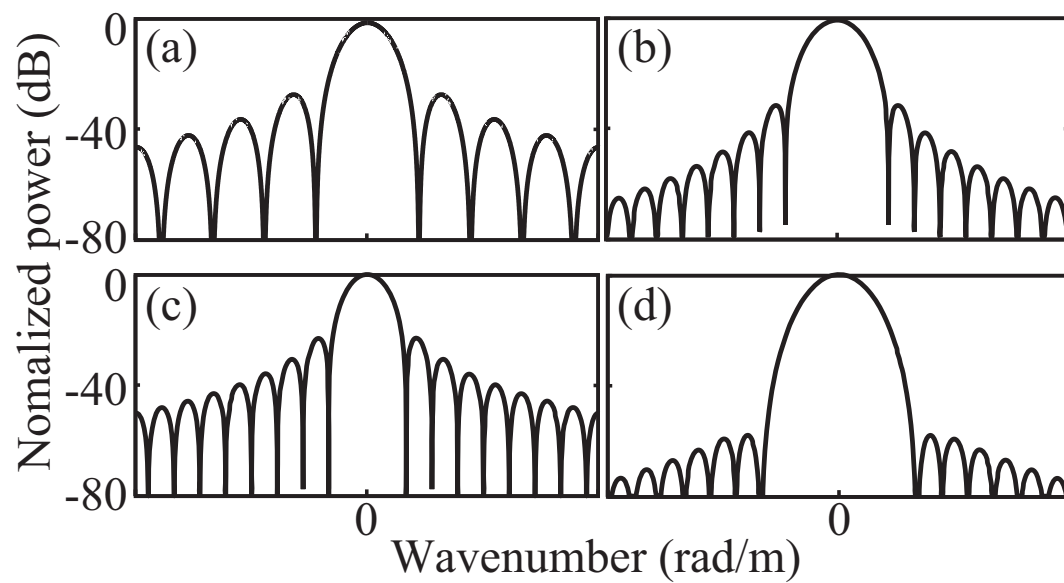 0
(a)
(b)
-40
-80
0
(c)
(d)
-40
-80
0
0
Nomalized power (dB)
Wavenumber (rad/m)